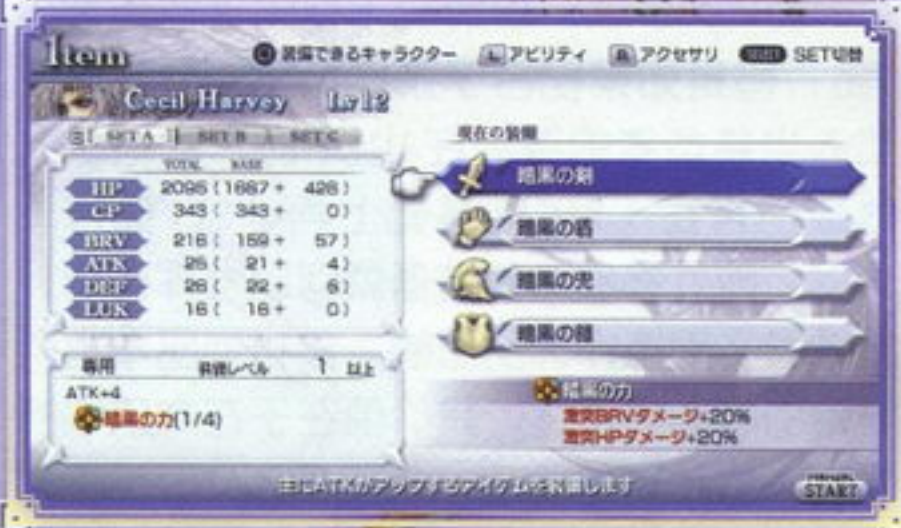 Item
装備できるキャラクター L アビリティ R アクセサリ SELECT SET切替
Cecil Harvey Lv 12
SET A SET B SET C
現在の装備
TOTAL BASE
HP 2095 ( 1667 + 428 )
CP 343 ( 343 + 0 )
BRV 216 ( 159 + 57 )
ATK 25 ( 21 + 4 )
DEF 28 ( 22 + 6 )
LUK 16 ( 16 + 0 )
暗黒の剣
暗黒の盾
暗黒の兜
暗黒の鎧
専用 装備レベル 1 以上
ATK+4
暗黒の力(1/4)
暗黒の力
激突BRVダメージ+20%
激突HPダメージ+20%
主にATKがアップするアイテムを装備します
START